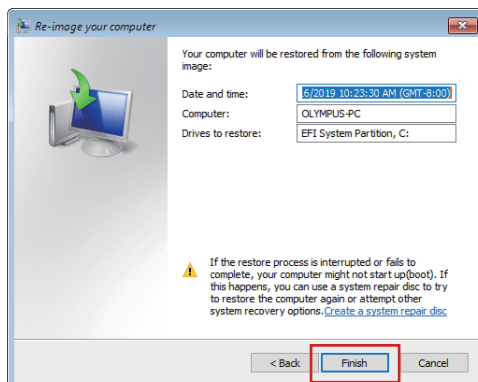 Re-image your computer
Your computer will be restored from the following system
image:
Date and time: 6/2019 10:23:30 AM (GMT-8:00)
Computer: OLYMPUS-PC
Drives to restore: EFI System Partition, C:
If the restore process is interrupted or fails to
complete, your computer might not start up(boot). If
this happens, you can use a system repair disc to try
to restore the computer again or attempt other
system recovery options.Create a system repair disc
< Back Finish Cancel